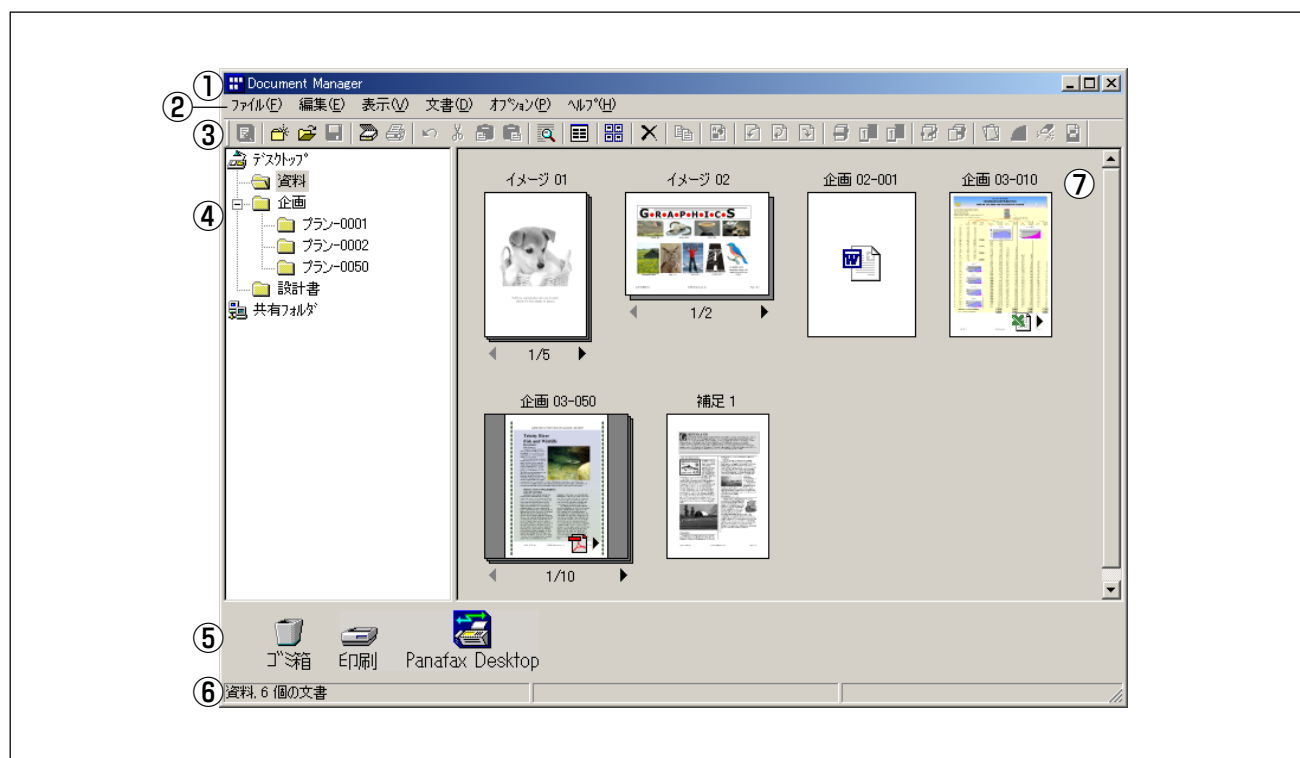 ① Document Manager
② ファイル(F) 編集(E) 表示(V) 文書(D) オプション(P) ヘルプ(H)
③
④
デスクトップ
資料
企画
プラン-0001
プラン-0002
プラン-0050
設計書
共有フォルダ
⑦
イメージ 01
イメージ 02
企画 02-001
企画 03-010
G•R•A•P•H•I•C•S
W
1/2
1/5
企画 03-050
補足 1
Trinity River
Fish and Wildlife
1/10
⑤
ゴミ箱 印刷 Panafax Desktop
⑥ 資料, 6 個の文書